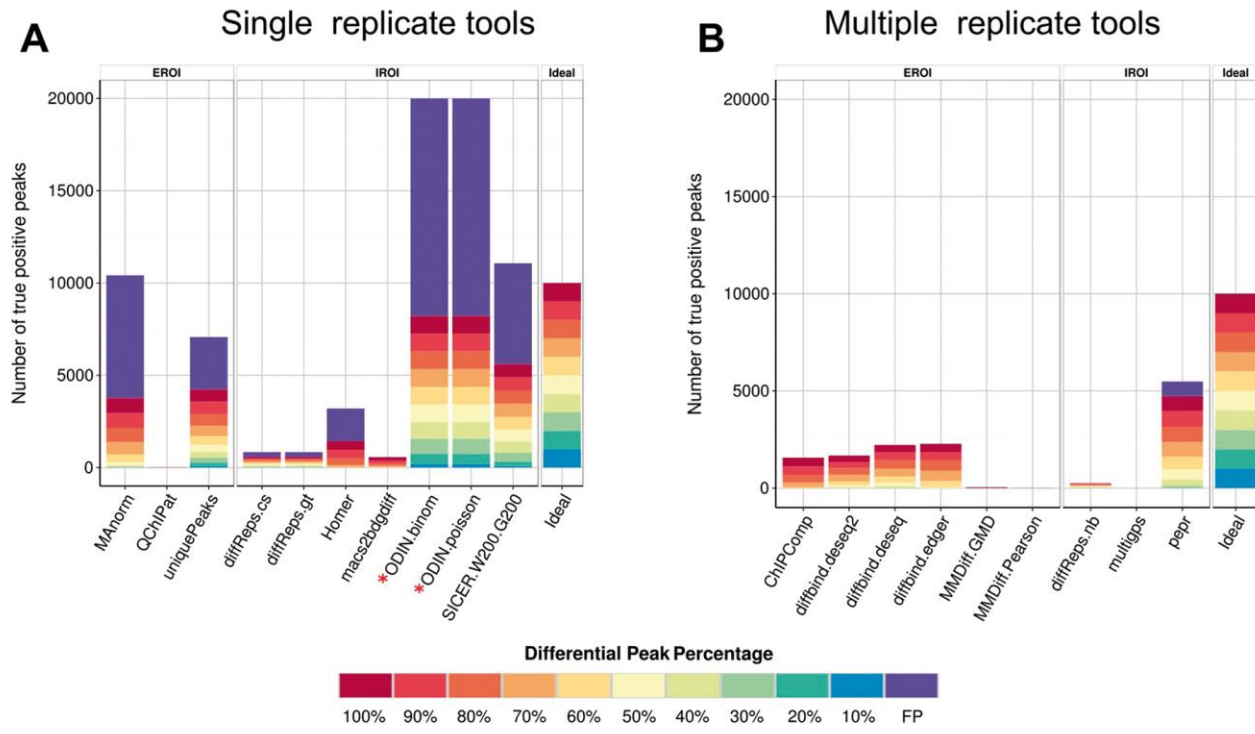 A
Single replicate tools
EROI
IROI
Ideal
Number of true positive peaks
20000
15000
10000
5000
0
MAnorm
QChIPat
uniquePeaks
diffReps.cs
diffReps.gt
Homer
macs2bdgdiff
*ODIN.binom
*ODIN.poisson
SICER.W200.G200
Ideal
B
Multiple replicate tools
EROI
IROI
Ideal
Number of true positive peaks
20000
15000
10000
5000
0
ChIPComp
diffbind.deseq2
diffbind.deseq
diffbind.edger
MMDiff.GMD
MMDiff.Pearson
diffReps.nb
multigps
pepr
Ideal
Differential Peak Percentage
100% 90% 80% 70% 60% 50% 40% 30% 20% 10% FP